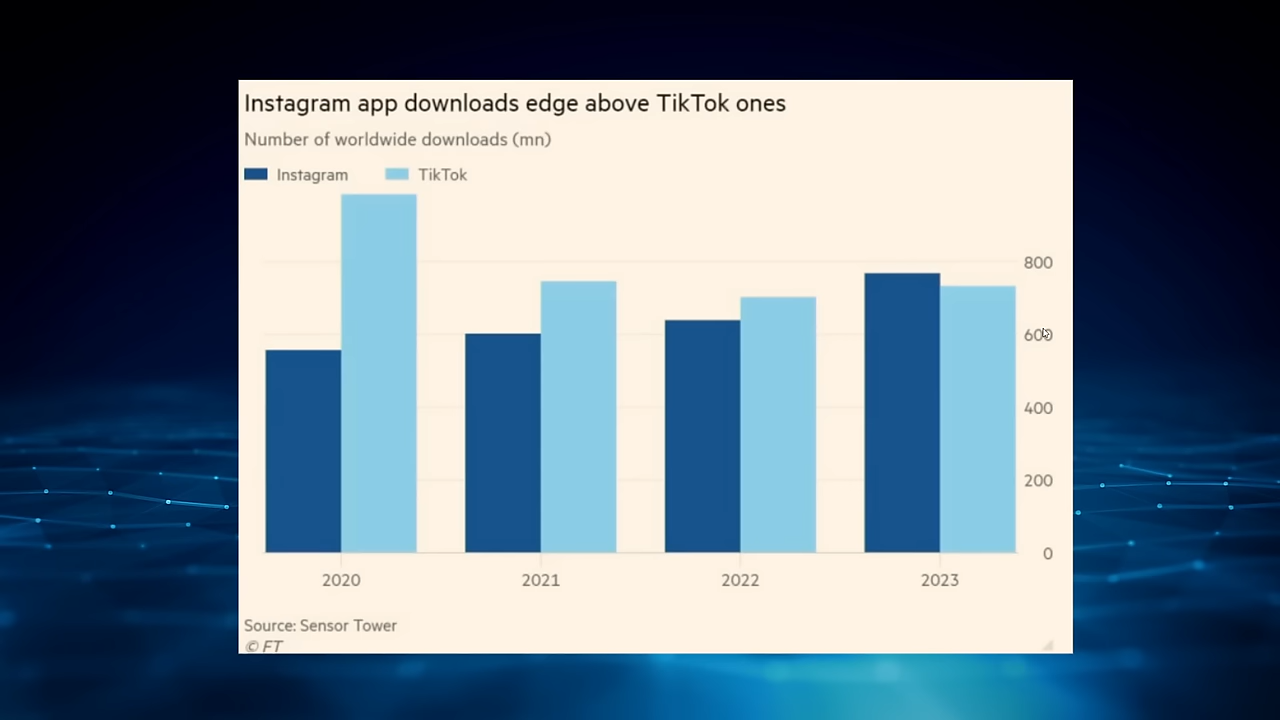 Instagram app downloads edge above TikTok ones
Number of worldwide downloads (mn)
Instagram TikTok
800
600
400
200
0
2020 2021 2022 2023
Source: Sensor Tower
© FT